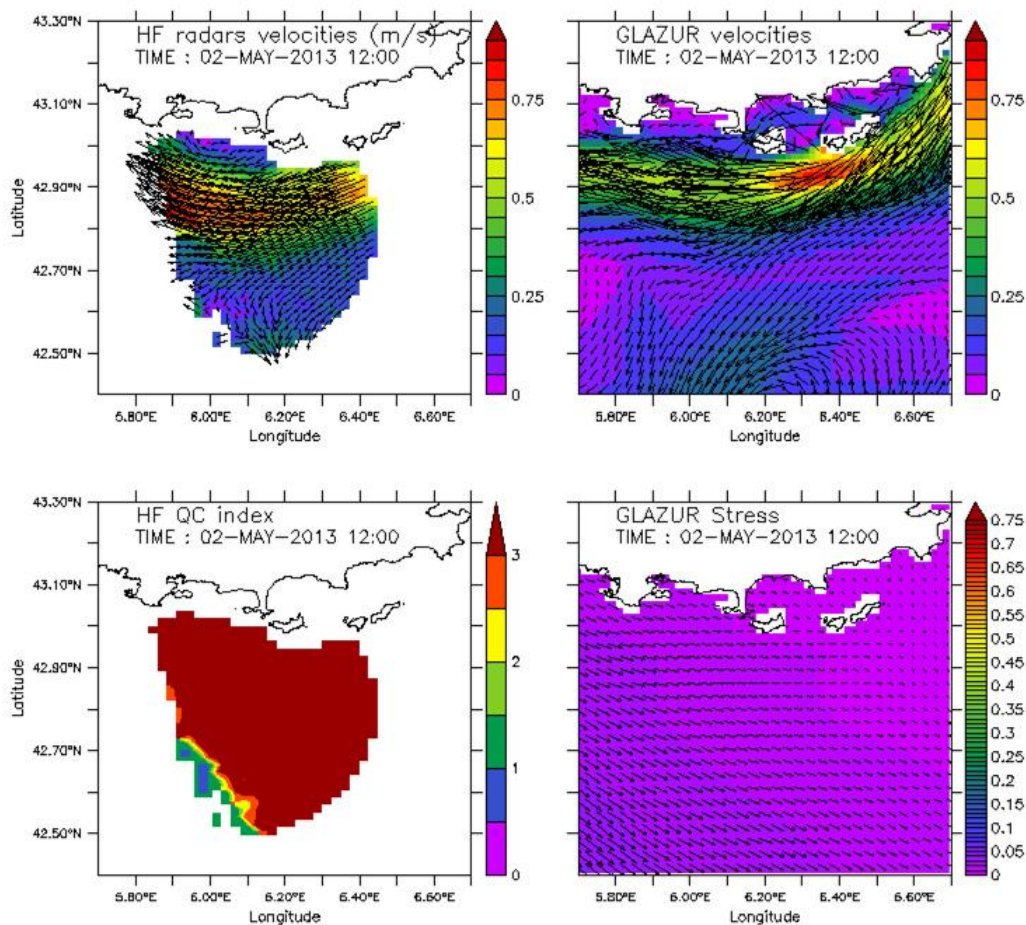 HF radars velocities (m/s)
TIME : 02-MAY-2013 12:00
43.30°N
43.10°N
42.90°N
42.70°N
42.50°N
Latitude
0.75
0.5
0.25
0
5.80°E 6.00°E 6.20°E 6.40°E 6.60°E
Longitude
GLAZUR velocities
TIME : 02-MAY-2013 12:00
0.75
0.5
0.25
0
5.80°E 6.00°E 6.20°E 6.40°E 6.60°E
Longitude
HF QC index
TIME : 02-MAY-2013 12:00
43.30°N
43.10°N
42.90°N
42.70°N
42.50°N
Latitude
3
2
1
0
5.80°E 6.00°E 6.20°E 6.40°E 6.60°E
Longitude
GLAZUR Stress
TIME : 02-MAY-2013 12:00
0.75
0.7
0.65
0.6
0.55
0.5
0.45
0.4
0.35
0.3
0.25
0.2
0.15
0.1
0.05
0
5.80°E 6.00°E 6.20°E 6.40°E 6.60°E
Longitude